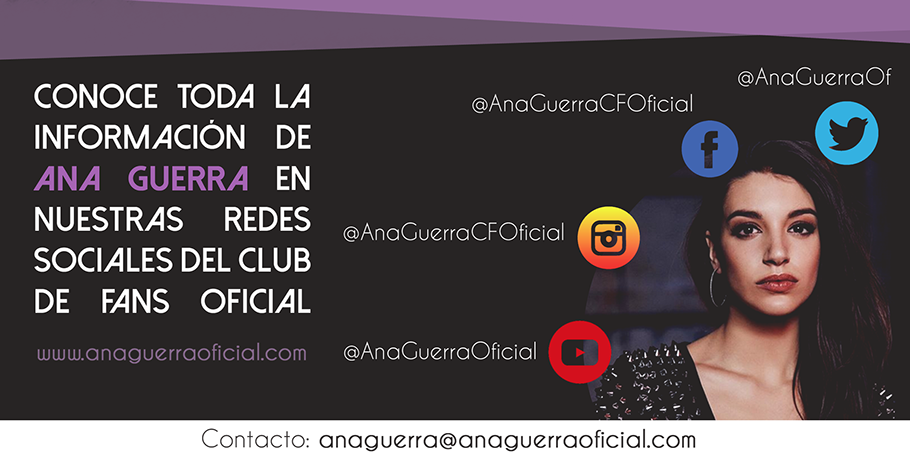 CONOCE TODA LA
INFORMACIÓN DE
ANA GUERRA EN
NUESTRAS REDES
SOCIALES DEL CLUB
DE FANS OFICIAL
www.anaguerraoficial.com
@AnaGuerraOf
@AnaGuerraCFOficial
@AnaGuerraCFOficial
@AnaGuerraOficial
Contacto: anaguerra@anaguerraoficial.com